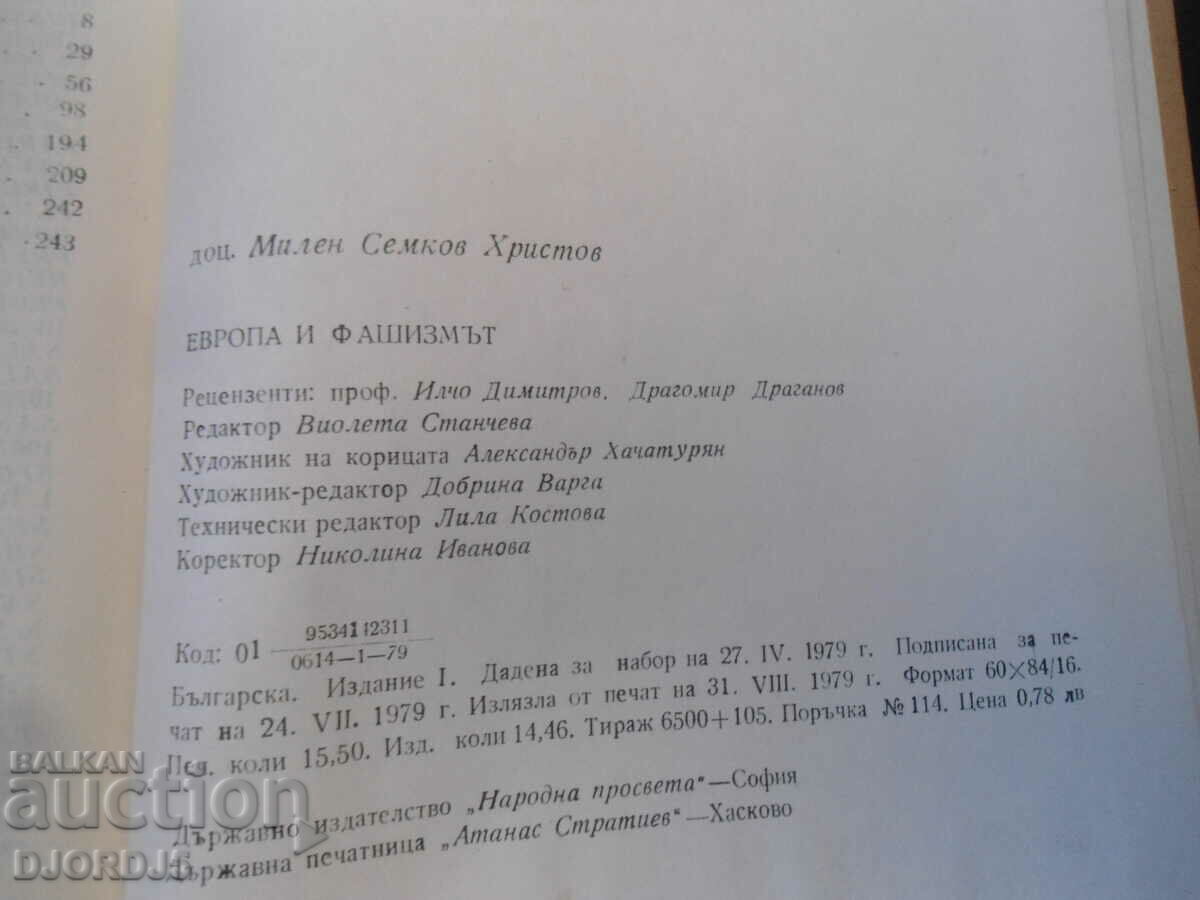 8
29
56
98
194
209
242
243
доц. Милен Семков Христов
ЕВРОПА И ФАШИЗМЪТ
Рецензенти: проф. Илчо Димитров, Драгомир Драганов
Редактор Виолета Станчева
Художник на корицата Александър Хачатурян
Художник-редактор Добрина Варга
Технически редактор Лила Костова
Коректор Николина Иванова
Код: 01 9534142311
0614—1—79
Българска. Издание I. Дадена за набор на 27. IV. 1979 г. Подписана за пе-
чат на 24. VII. 1979 г. Излязла от печат на 31. VIII. 1979 г. Формат 60×84/16.
Печ. коли 15,50. Изд. коли 14,46. Тираж 6500+105. Поръчка № 114. Цена 0,78 лв
Държавно издателство „Народна просвета“—София
Държавна печатница „Атанас Стратиев“—Хасково
BALKAN
auction
DJORDJ5